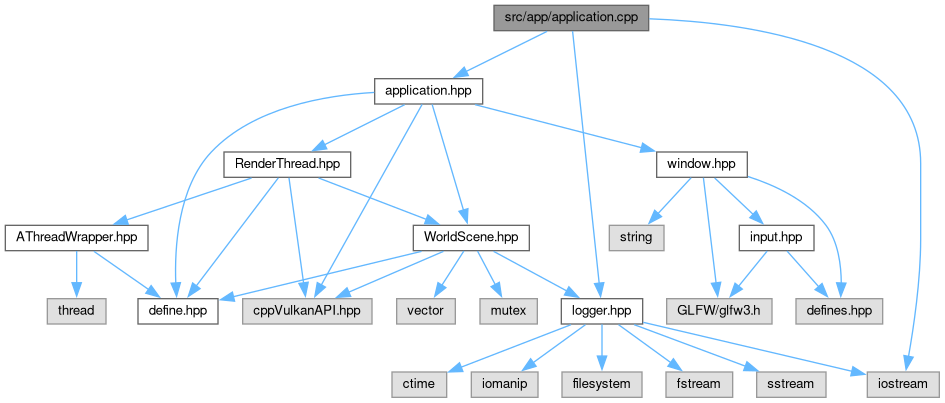 src/app/application.cpp
application.hpp
RenderThread.hpp
window.hpp
AThreadWrapper.hpp
WorldScene.hpp
string
input.hpp
thread
define.hpp
cppVulkanAPI.hpp
vector
mutex
logger.hpp
GLFW/glfw3.h
defines.hpp
ctime
iomanip
filesystem
fstream
sstream
iostream